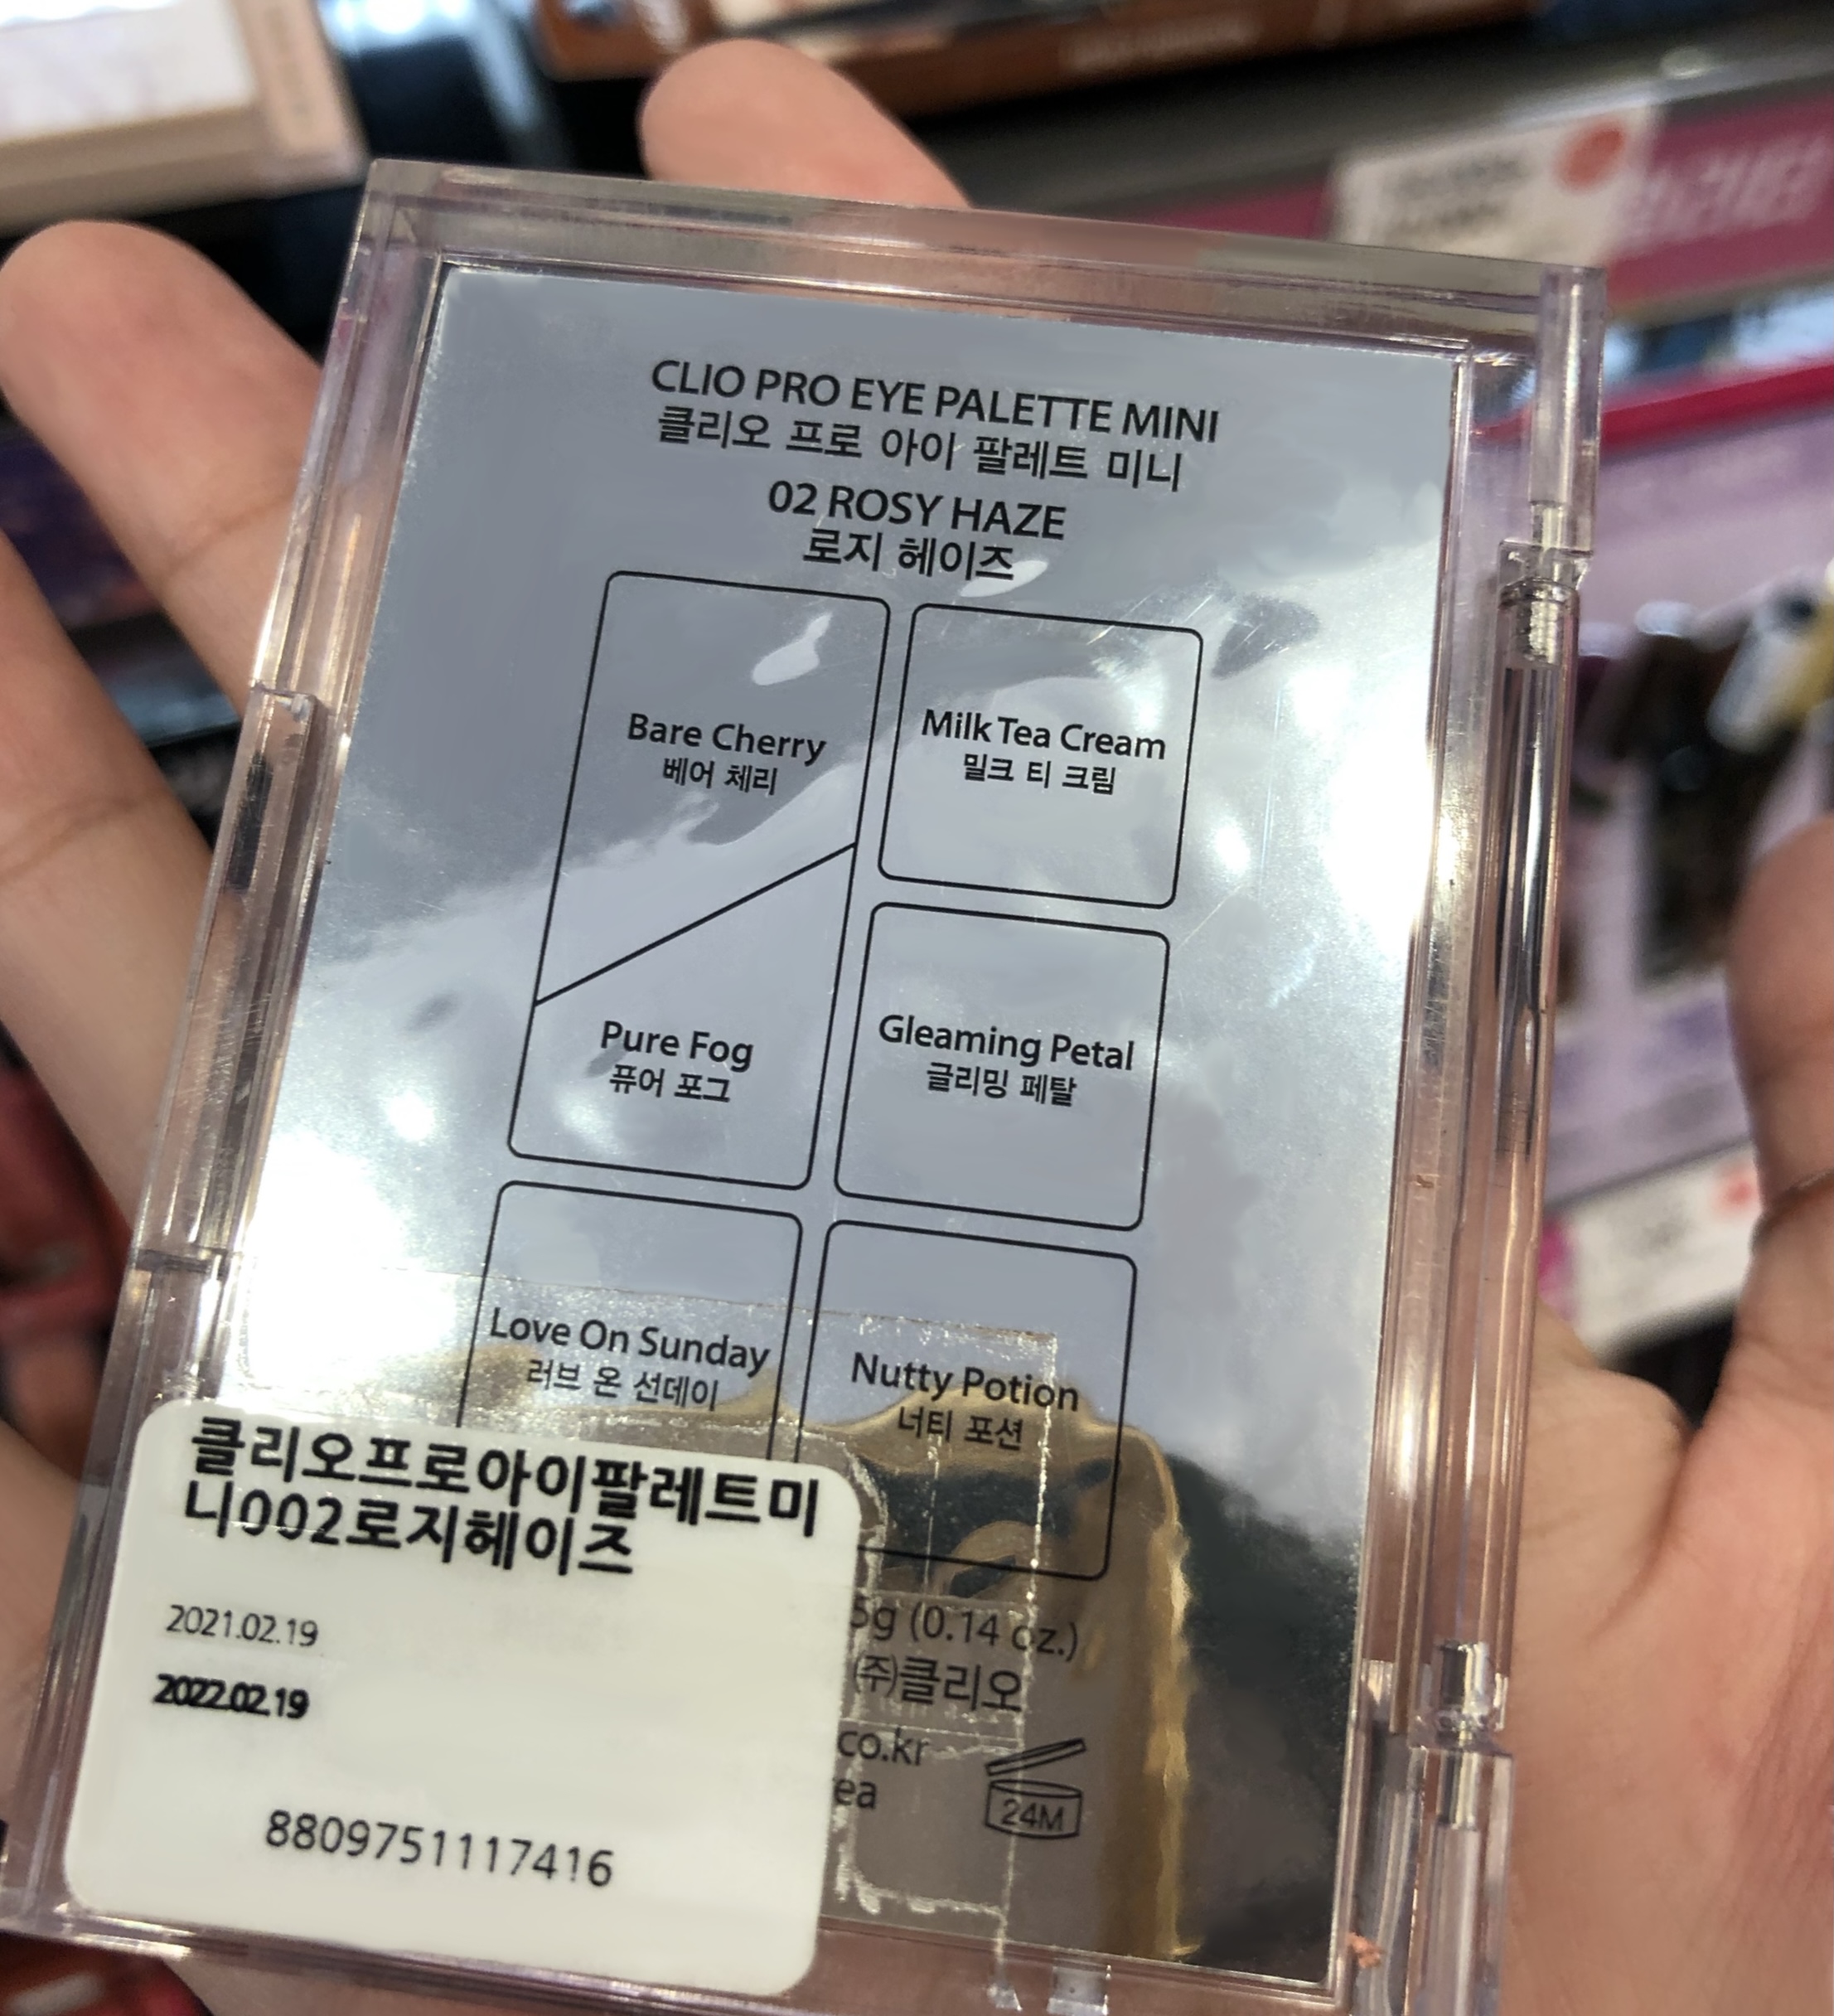 CLIO PRO EYE PALETTE MINI
클리오 프로 아이 팔레트 미니
02 ROSY HAZE
로지 헤이즈
Bare Cherry
베어 체리
Milk Tea Cream
밀크 티 크림
Pure Fog
퓨어 포그
Gleaming Petal
글리밍 페탈
Love On Sunday
러브 온 선데이
Nutty Potion
너티 포션
클리오프로아이팔레트미
니002로지헤이즈
2021.02.19
2022.02.19
8809751117416
5g (0.14 oz.)
(주)클리오
co.kr
ea
24M